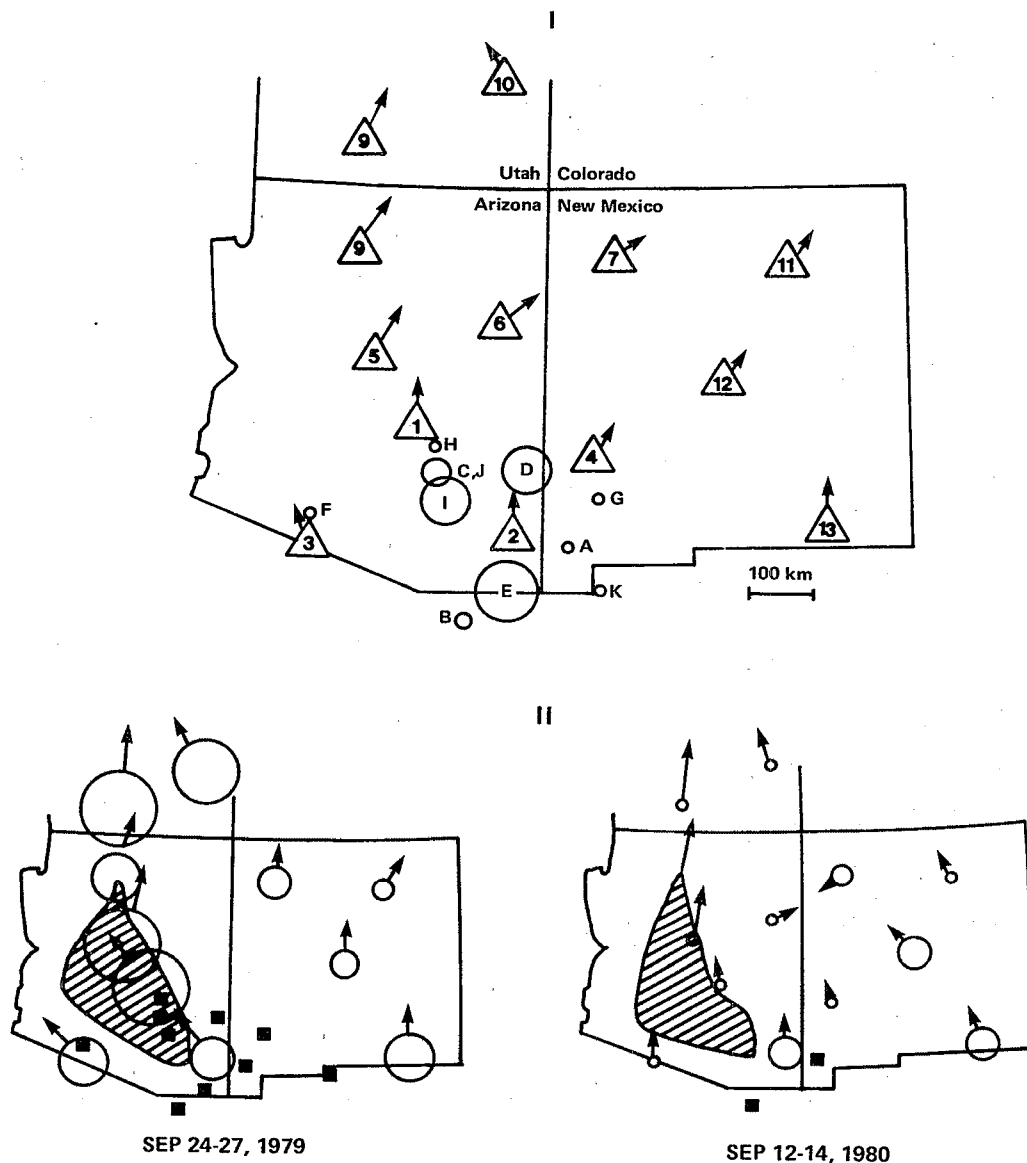 I
10
9
Utah Colorado
Arizona New Mexico
9
7
11
6
5
12
1
H
4
C,J
D
I
G
F
3
2
13
A
100 km
E
K
B
II
SEP 24-27, 1979
SEP 12-14, 1980